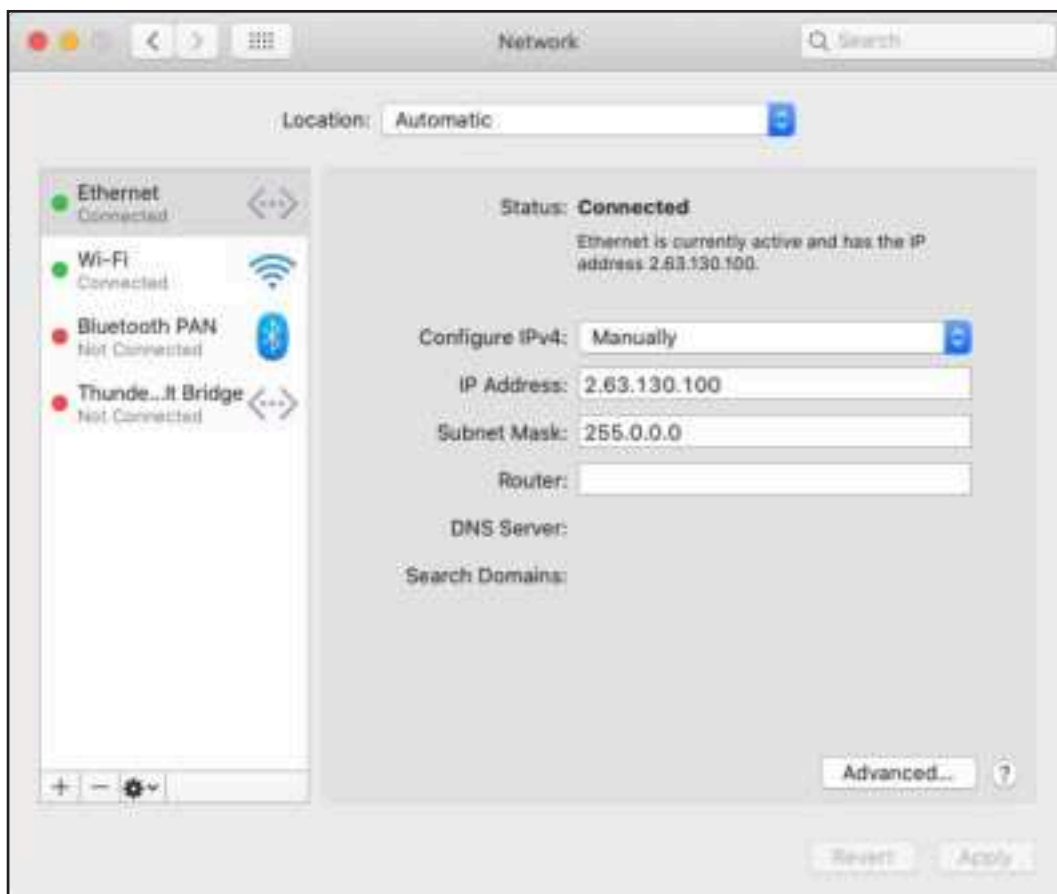 Network
Search
Location: Automatic
Ethernet
Connected
Wi-Fi
Connected
Bluetooth PAN
Not Connected
Thunde...lt Bridge
Not Connected
Status: Connected
Ethernet is currently active and has the IP
address 2.63.130.100.
Configure IPv4: Manually
IP Address: 2.63.130.100
Subnet Mask: 255.0.0.0
Router:
DNS Server:
Search Domains:
Advanced...
?
Revert
Apply